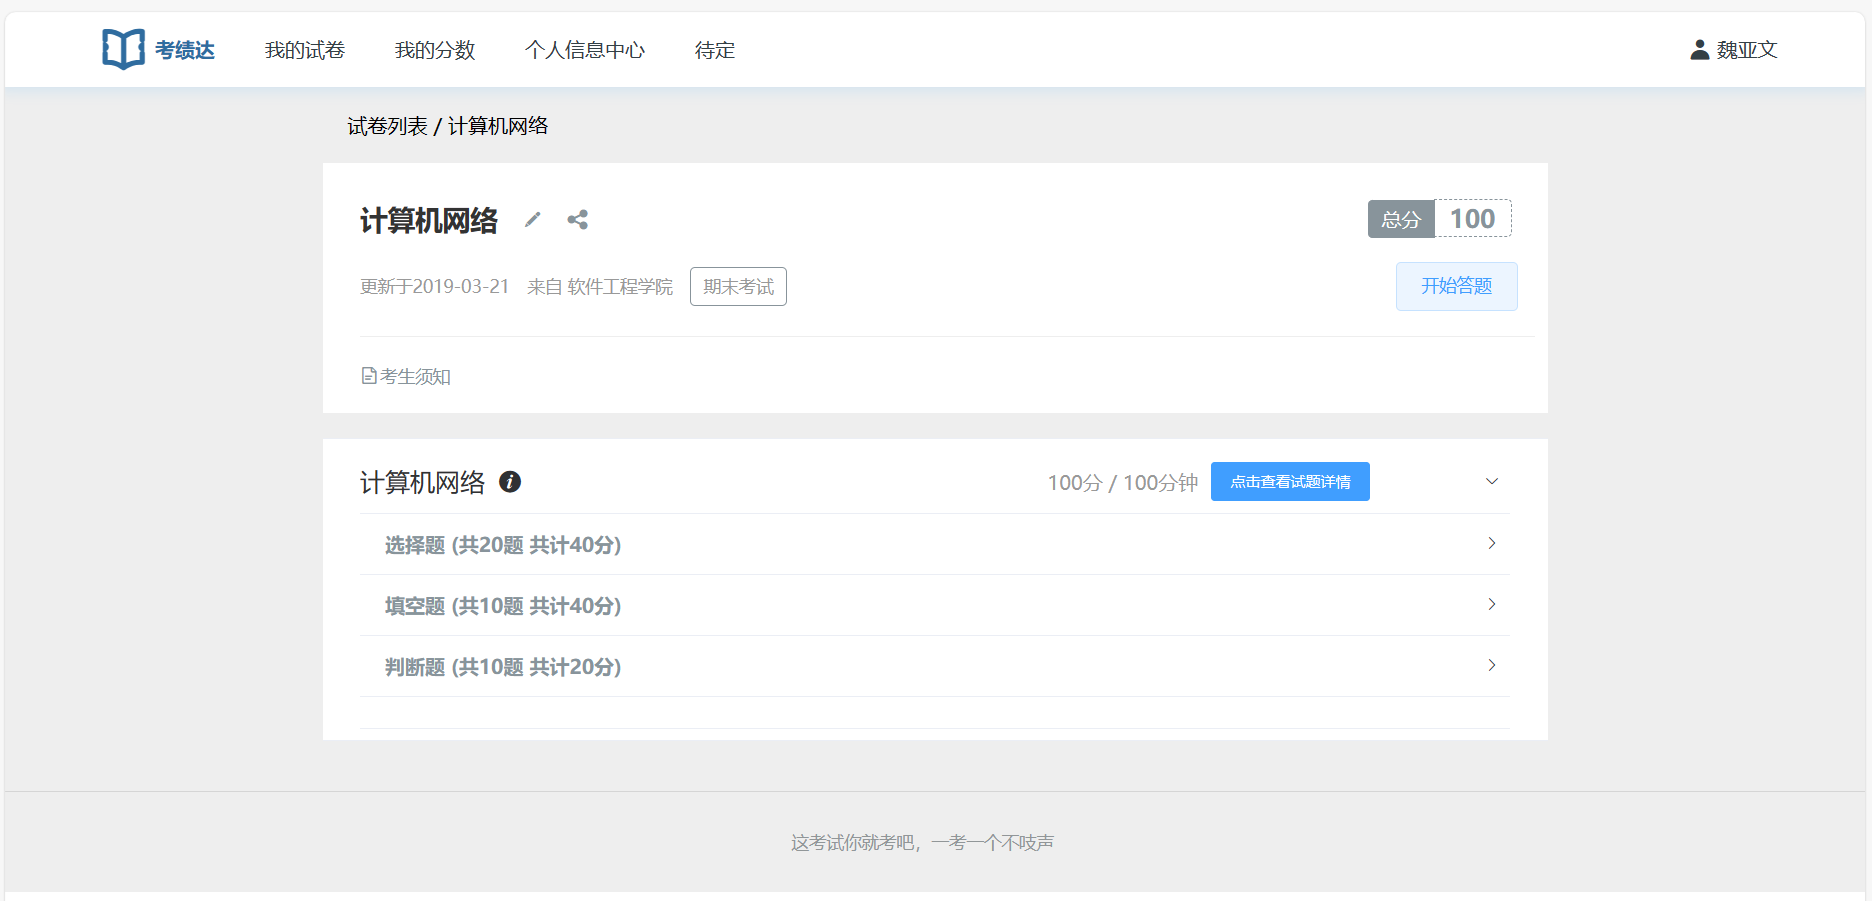 考绩达 我的试卷 我的分数 个人信息中心 待定 魏亚文
试卷列表 / 计算机网络
计算机网络 总分 100
更新于2019-03-21 来自 软件工程学院 期末考试 开始答题
考生须知
计算机网络 100分 / 100分钟 点击查看试题详情
选择题 (共20题 共计40分)
填空题 (共10题 共计40分)
判断题 (共10题 共计20分)
这考试你就考吧，一考一个不吱声